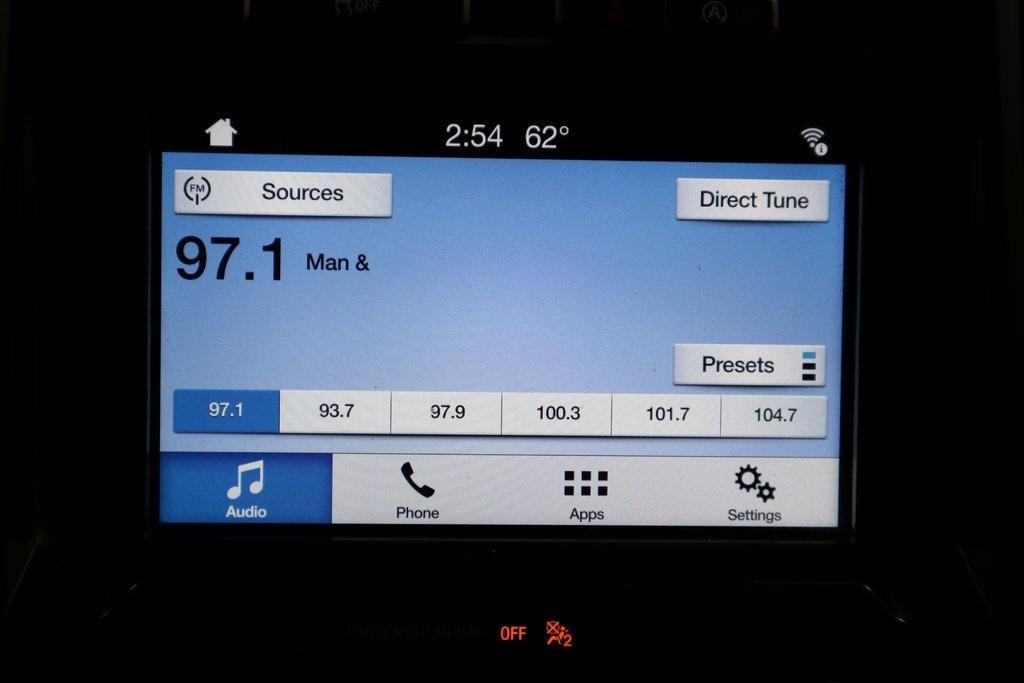 OFF
A
2:54 62°
FM Sources
Direct Tune
97.1 Man &
Presets
97.1 93.7 97.9 100.3 101.7 104.7
Audio Phone Apps Settings
PASSENGER AIRBAG OFF 2